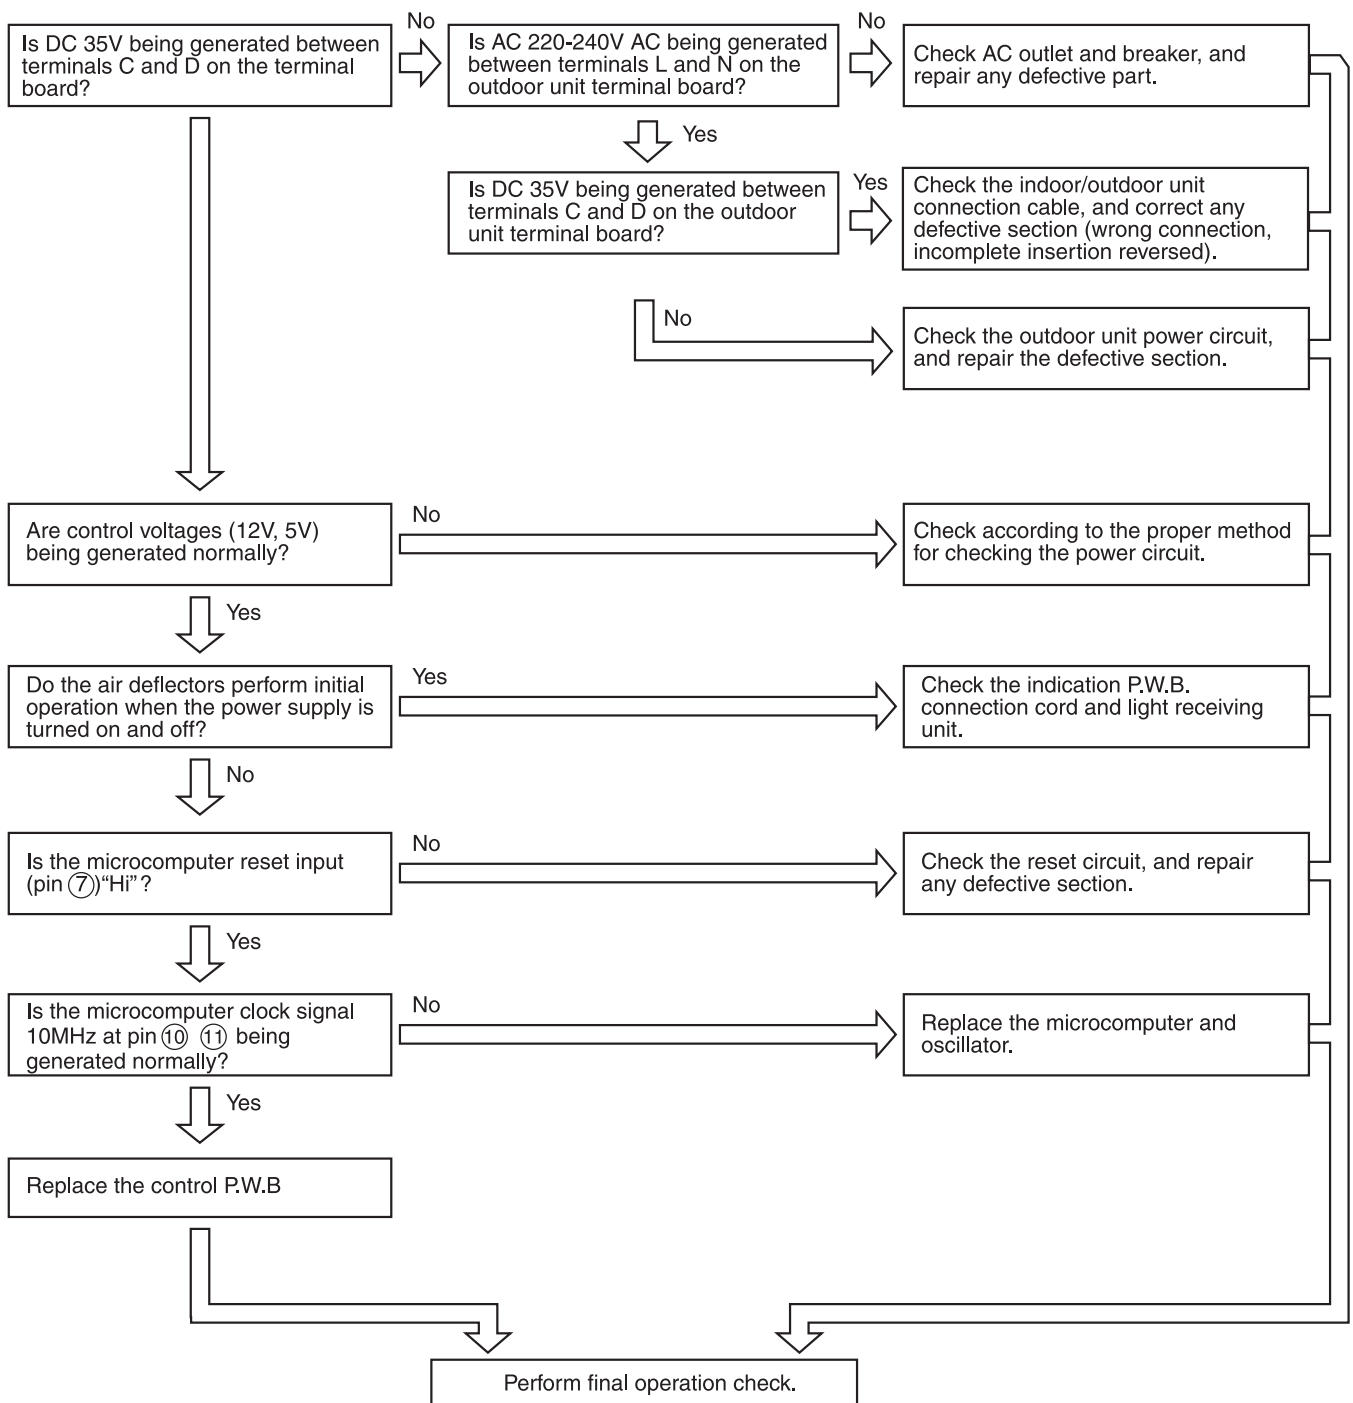 Is DC 35V being generated between
terminals C and D on the terminal
board?
No
Is AC 220-240V AC being generated
between terminals L and N on the
outdoor unit terminal board?
No
Check AC outlet and breaker, and
repair any defective part.
Yes
Is DC 35V being generated between
terminals C and D on the outdoor
unit terminal board?
Yes
Check the indoor/outdoor unit
connection cable, and correct any
defective section (wrong connection,
incomplete insertion reversed).
No
Check the outdoor unit power circuit,
and repair the defective section.
Are control voltages (12V, 5V)
being generated normally?
No
Check according to the proper method
for checking the power circuit.
Yes
Do the air deflectors perform initial
operation when the power supply is
turned on and off?
Yes
Check the indication P.W.B.
connection cord and light receiving
unit.
No
Is the microcomputer reset input
(pin ⑦)“Hi”?
No
Check the reset circuit, and repair
any defective section.
Yes
Is the microcomputer clock signal
10MHz at pin ⑩ ⑪ being
generated normally?
No
Replace the microcomputer and
oscillator.
Yes
Replace the control P.W.B
Perform final operation check.